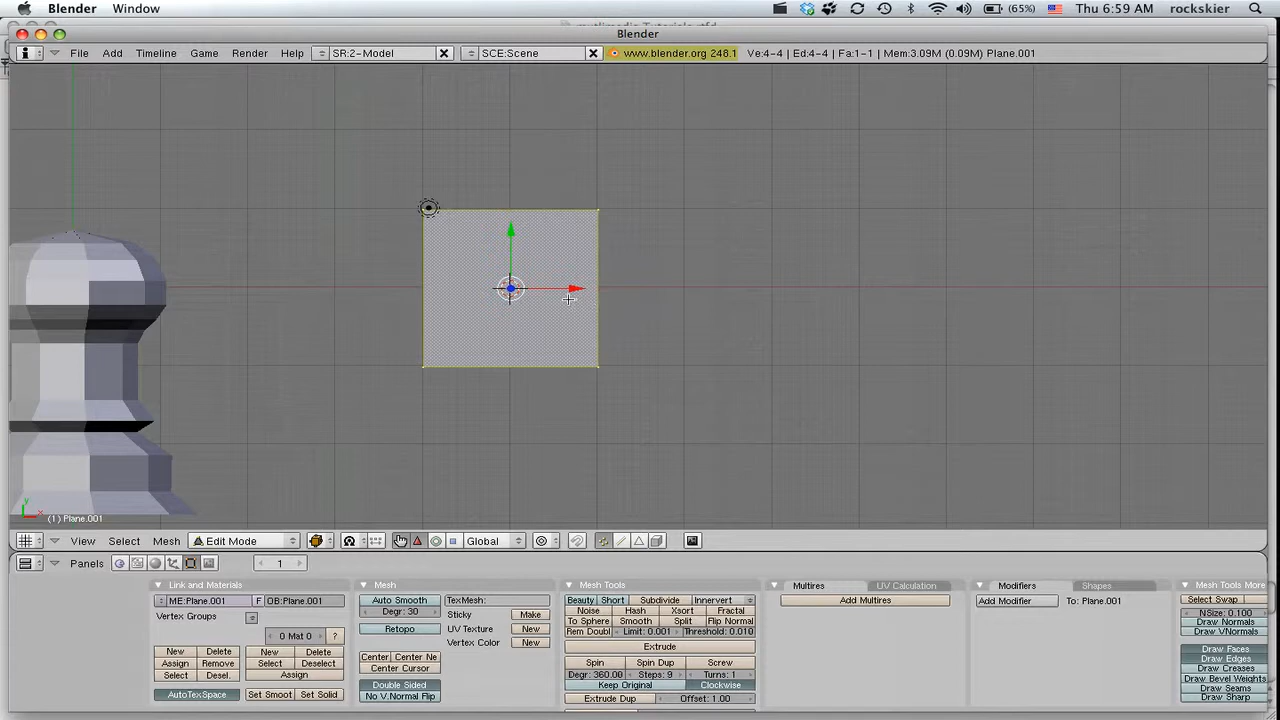 Blender Window (65%) Thu 6:59 AM rockskier
Blender
File Add Timeline Game Render Help SR:2-Model SCE:Scene www.blender.org 248.1 Ve:4-4 | Ed:4-4 | Fa:1-1 | Mem:3.09M (0.09M) Plane.001
y
x
(1) Plane.001
View Select Mesh Edit Mode Global
Panels 1
Link and Materials
ME:Plane.001 F OB:Plane.001
Vertex Groups
0 Mat 0 ?
New Delete New Delete
Assign Remove Select Deselect
Select Desel. Assign
AutoTexSpace Set Smoot Set Solid
Mesh
Auto Smooth TexMesh:
Degr: 30 Sticky Make
Retopo UV Texture New
Vertex Color New
Center Center Ne
Center Cursor
Double Sided
No V.Normal Flip
Mesh Tools
Beauty Short Subdivide Innervert
Noise Hash Xsort Fractal
To Sphere Smooth Split Flip Normal
Rem Doubl Limit: 0.001 Threshold: 0.010
Extrude
Spin Spin Dup Screw
Degr: 360.00 Steps: 9 Turns: 1
Keep Original Clockwise
Extrude Dup Offset: 1.00
Multires UV Calculation
Add Multires
Modifiers Shapes
Add Modifier To: Plane.001
Mesh Tools More
Select Swap
NSize: 0.100
Draw Normals
Draw VNormals
Draw Faces
Draw Edges
Draw Creases
Draw Bevel Weights
Draw Seams
Draw Sharp